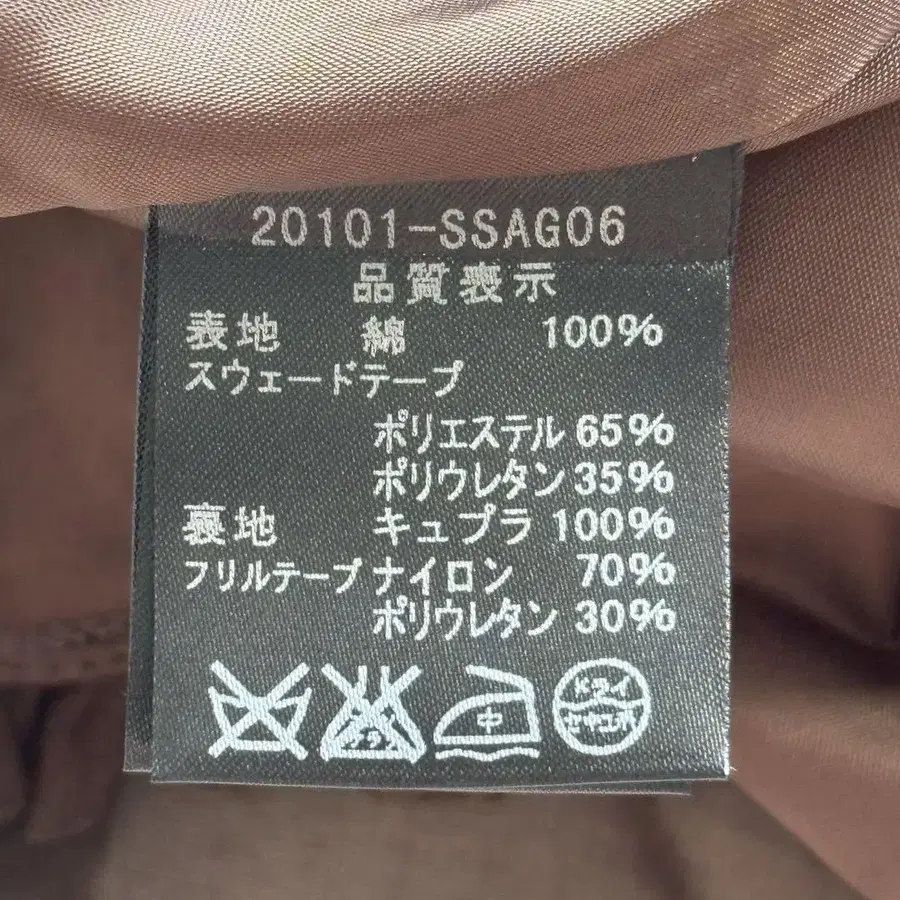 20101-SSAG06
品質表示
表地 綿 100%
スウェードテープ
ポリエステル 65%
ポリウレタン 35%
裏地 キュプラ 100%
フリルテープ ナイロン 70%
ポリウレタン 30%
中 ドライ